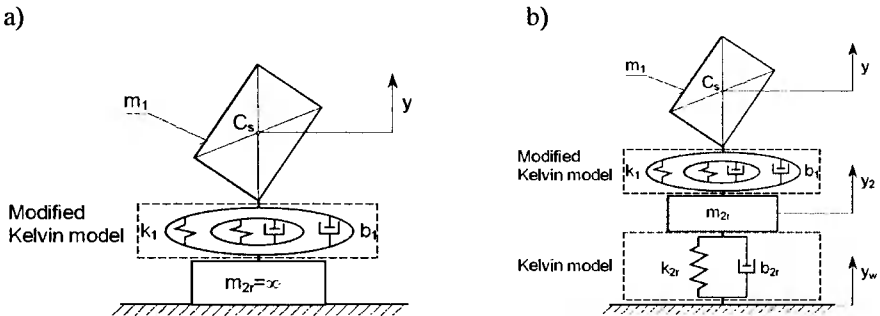 a)
m1
Cs
y
Modified
Kelvin model
k1
b1
m2r=∞
b)
m1
Cs
y
Modified
Kelvin model
k1
b1
y2
m2r
Kelvin model
k2r
b2r
yw